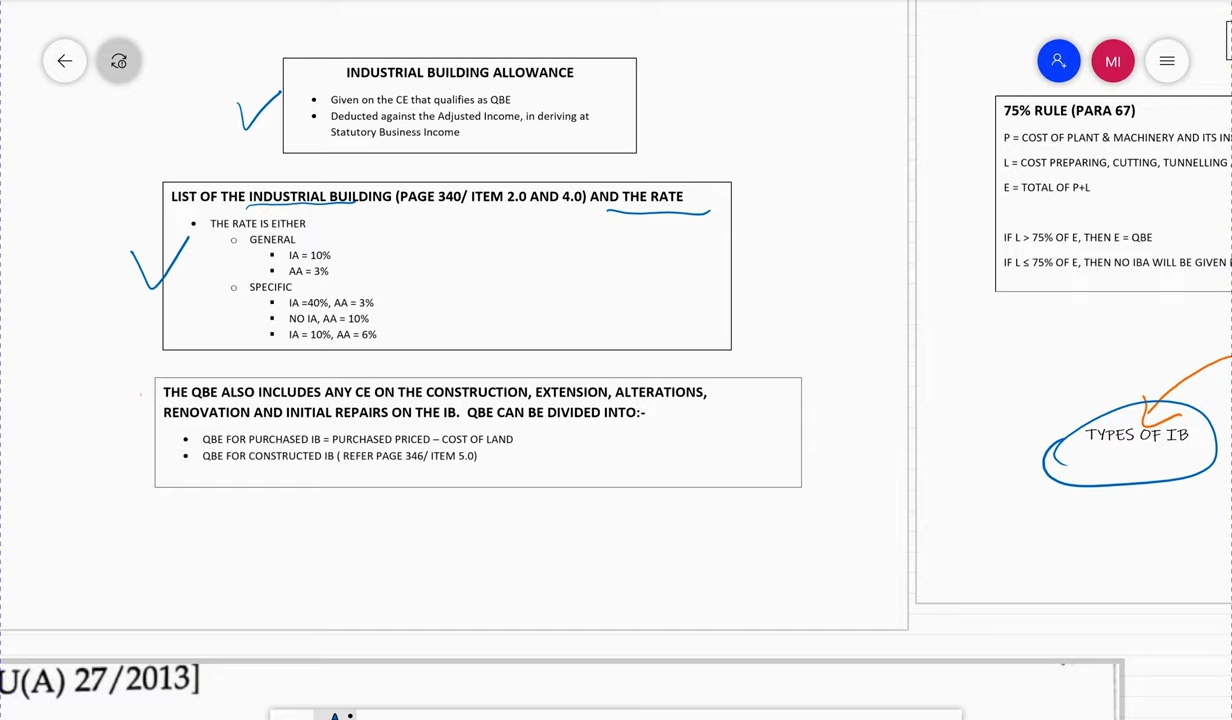 INDUSTRIAL BUILDING ALLOWANCE
• Given on the CE that qualifies as QBE
• Deducted against the Adjusted Income, in deriving at
Statutory Business Income
LIST OF THE INDUSTRIAL BUILDING (PAGE 340/ ITEM 2.0 AND 4.0) AND THE RATE
• THE RATE IS EITHER
o GENERAL
▪ IA = 10%
▪ AA = 3%
o SPECIFIC
▪ IA =40%, AA = 3%
▪ NO IA, AA = 10%
▪ IA = 10%, AA = 6%
THE QBE ALSO INCLUDES ANY CE ON THE CONSTRUCTION, EXTENSION, ALTERATIONS,
RENOVATION AND INITIAL REPAIRS ON THE IB. QBE CAN BE DIVIDED INTO:-
• QBE FOR PURCHASED IB = PURCHASED PRICED – COST OF LAND
• QBE FOR CONSTRUCTED IB ( REFER PAGE 346/ ITEM 5.0)
MI
75% RULE (PARA 67)
P = COST OF PLANT & MACHINERY AND ITS
L = COST PREPARING, CUTTING, TUNNELLING
E = TOTAL OF P+L
IF L > 75% OF E, THEN E = QBE
IF L ≤ 75% OF E, THEN NO IBA WILL BE GIVEN
TYPES OF IB
U(A) 27/2013]